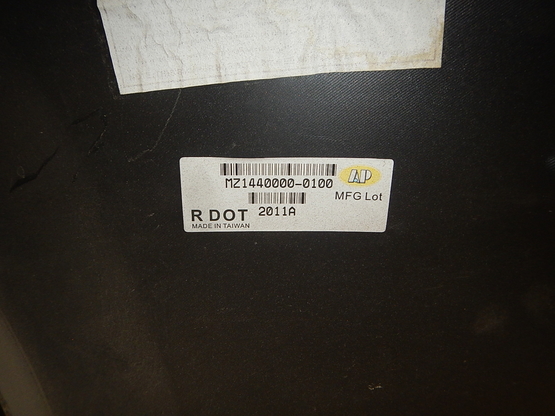 MZ1440000-0100
AP
MFG Lot
R DOT 2011A
MADE IN TAIWAN